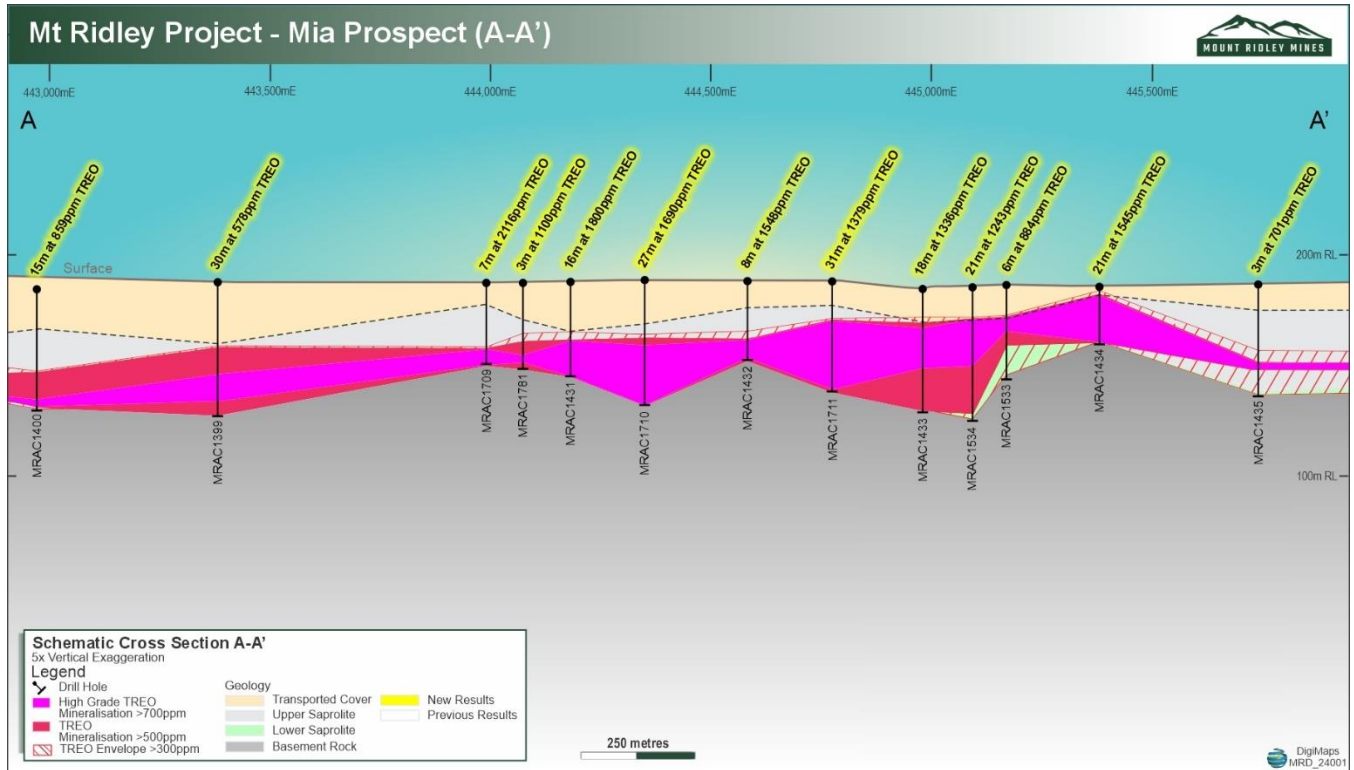 Mt Ridley Project - Mia Prospect (A-A')
MOUNT RIDLEY MINES
443,000mE
443,500mE
444,000mE
444,500mE
445,000mE
445,500mE
A
A'
15m at 859ppm TREO
30m at 578ppm TREO
7m at 2116ppm TREO
3m at 1100ppm TREO
16m at 1800ppm TREO
27m at 1690ppm TREO
8m at 1548ppm TREO
31m at 1379ppm TREO
18m at 1336ppm TREO
21m at 1243ppm TREO
6m at 884ppm TREO
21m at 1545ppm TREO
3m at 701ppm TREO
200m RL
Surface
MRAC1400
MRAC1399
MRAC1709
MRAC1781
MRAC1431
MRAC1710
MRAC1432
MRAC1711
MRAC1433
MRAC1534
MRAC1533
MRAC1434
MRAC1435
100m RL
Schematic Cross Section A-A'
5x Vertical Exaggeration
Legend
Drill Hole
High Grade TREO
Mineralisation >700ppm
TREO
Mineralisation >500ppm
TREO Envelope >300ppm
Geology
Transported Cover
Upper Saprolite
Lower Saprolite
Basement Rock
New Results
Previous Results
250 metres
DigiMaps
MRD_24001